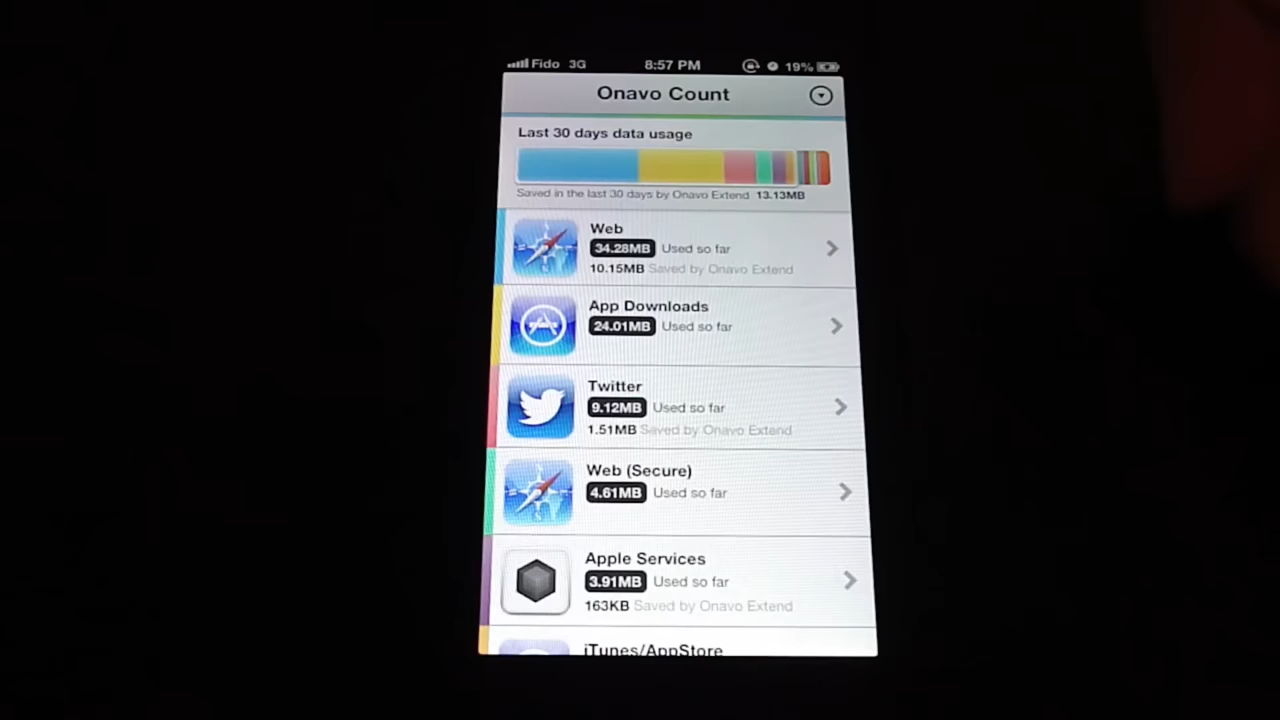 Fido 3G 8:57 PM 19%
Onavo Count
Last 30 days data usage
Saved in the last 30 days by Onavo Extend 13.13MB
Web
34.28MB Used so far
10.15MB Saved by Onavo Extend
App Downloads
24.01MB Used so far
Twitter
9.12MB Used so far
1.51MB Saved by Onavo Extend
Web (Secure)
4.61MB Used so far
Apple Services
3.91MB Used so far
163KB Saved by Onavo Extend
iTunes/AppStore